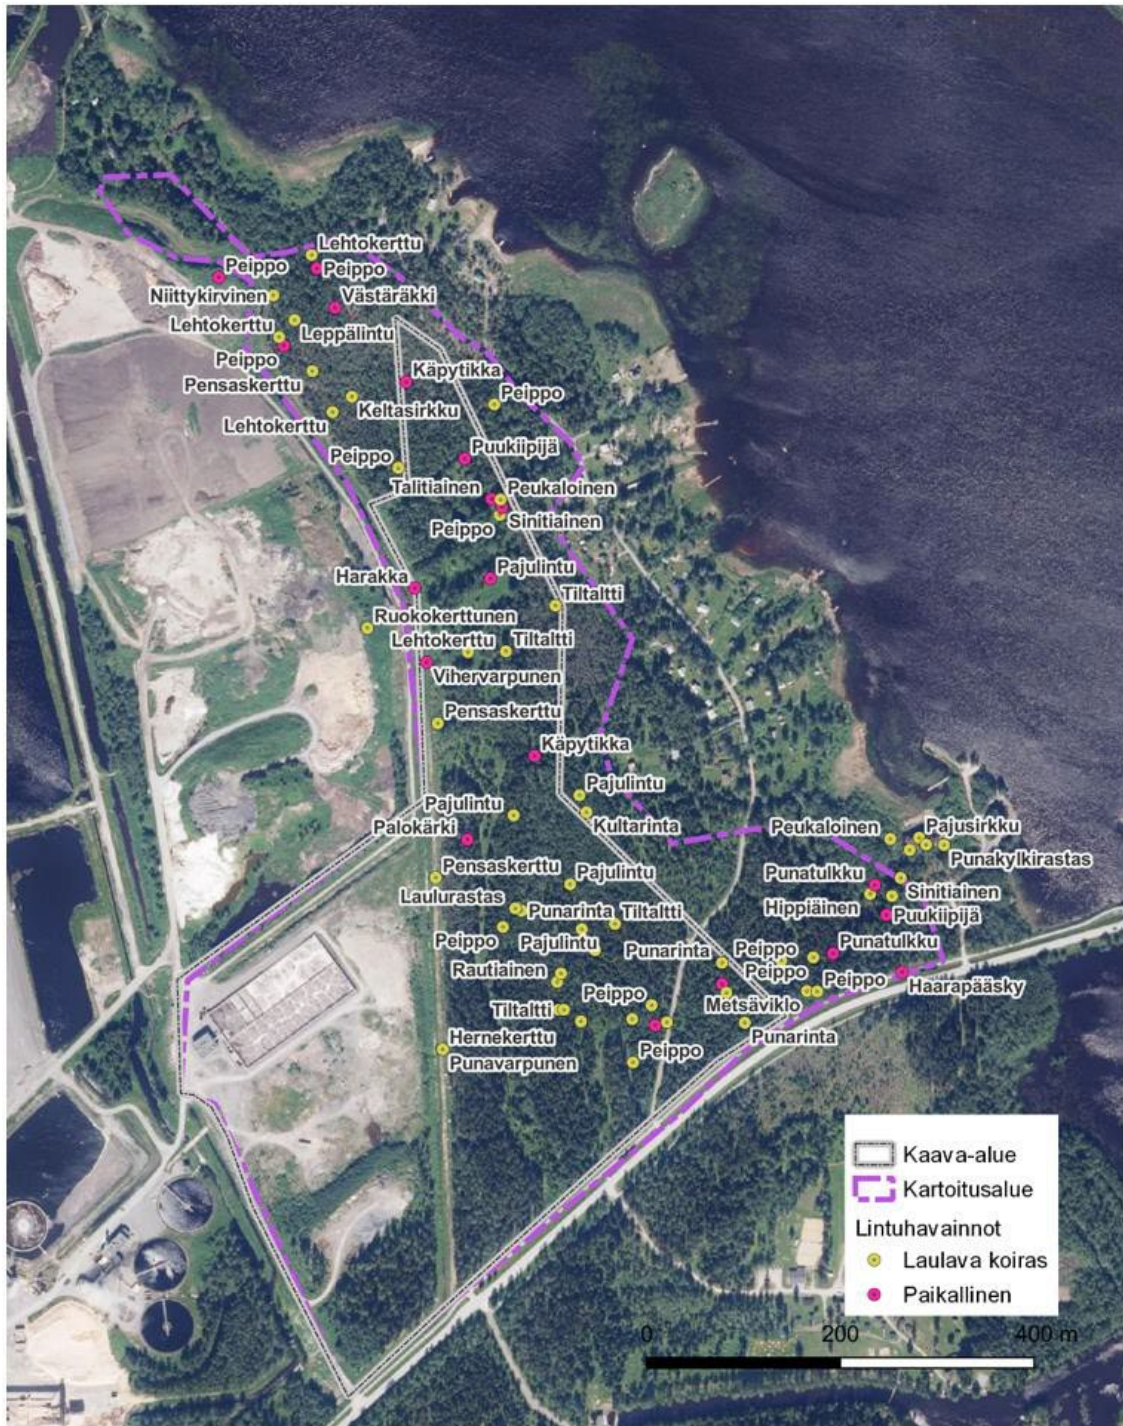 Lehtokerttu
Peippo
Peippo
Niittykirvinen
Västäräkki
Lehtokerttu
Leppälintu
Peippo
Käpytikka
Pensaskerttu
Peippo
Keltasirkku
Lehtokerttu
Peippo
Puukiipijä
Talitiainen
Peukaloinen
Peippo
Sinitiainen
Pajulintu
Harakka
Tiltaltti
Ruokokerttunen
Lehtokerttu
Tiltaltti
Vihervarpunen
Pensaskerttu
Käpytikka
Pajulintu
Pajulintu
Kultarinta
Palokärki
Peukaloinen
Pajusirkku
Punakylkirastas
Pensaskerttu
Pajulintu
Punatulkku
Laulurastas
Sinitiainen
Hippiäinen
Punarinta
Tiltaltti
Puukiipijä
Peippo
Pajulintu
Punarinta
Peippo
Punatulkku
Rautiainen
Peippo
Peippo
Haarapääsky
Tiltaltti
Peippo
Metsäviklo
Hernekerttu
Punarinta
Punavarpunen
Peippo
Kaava-alue
Kartoitusalue
Lintuhavainnot
Laulava koiras
Paikallinen
0 200 400 m